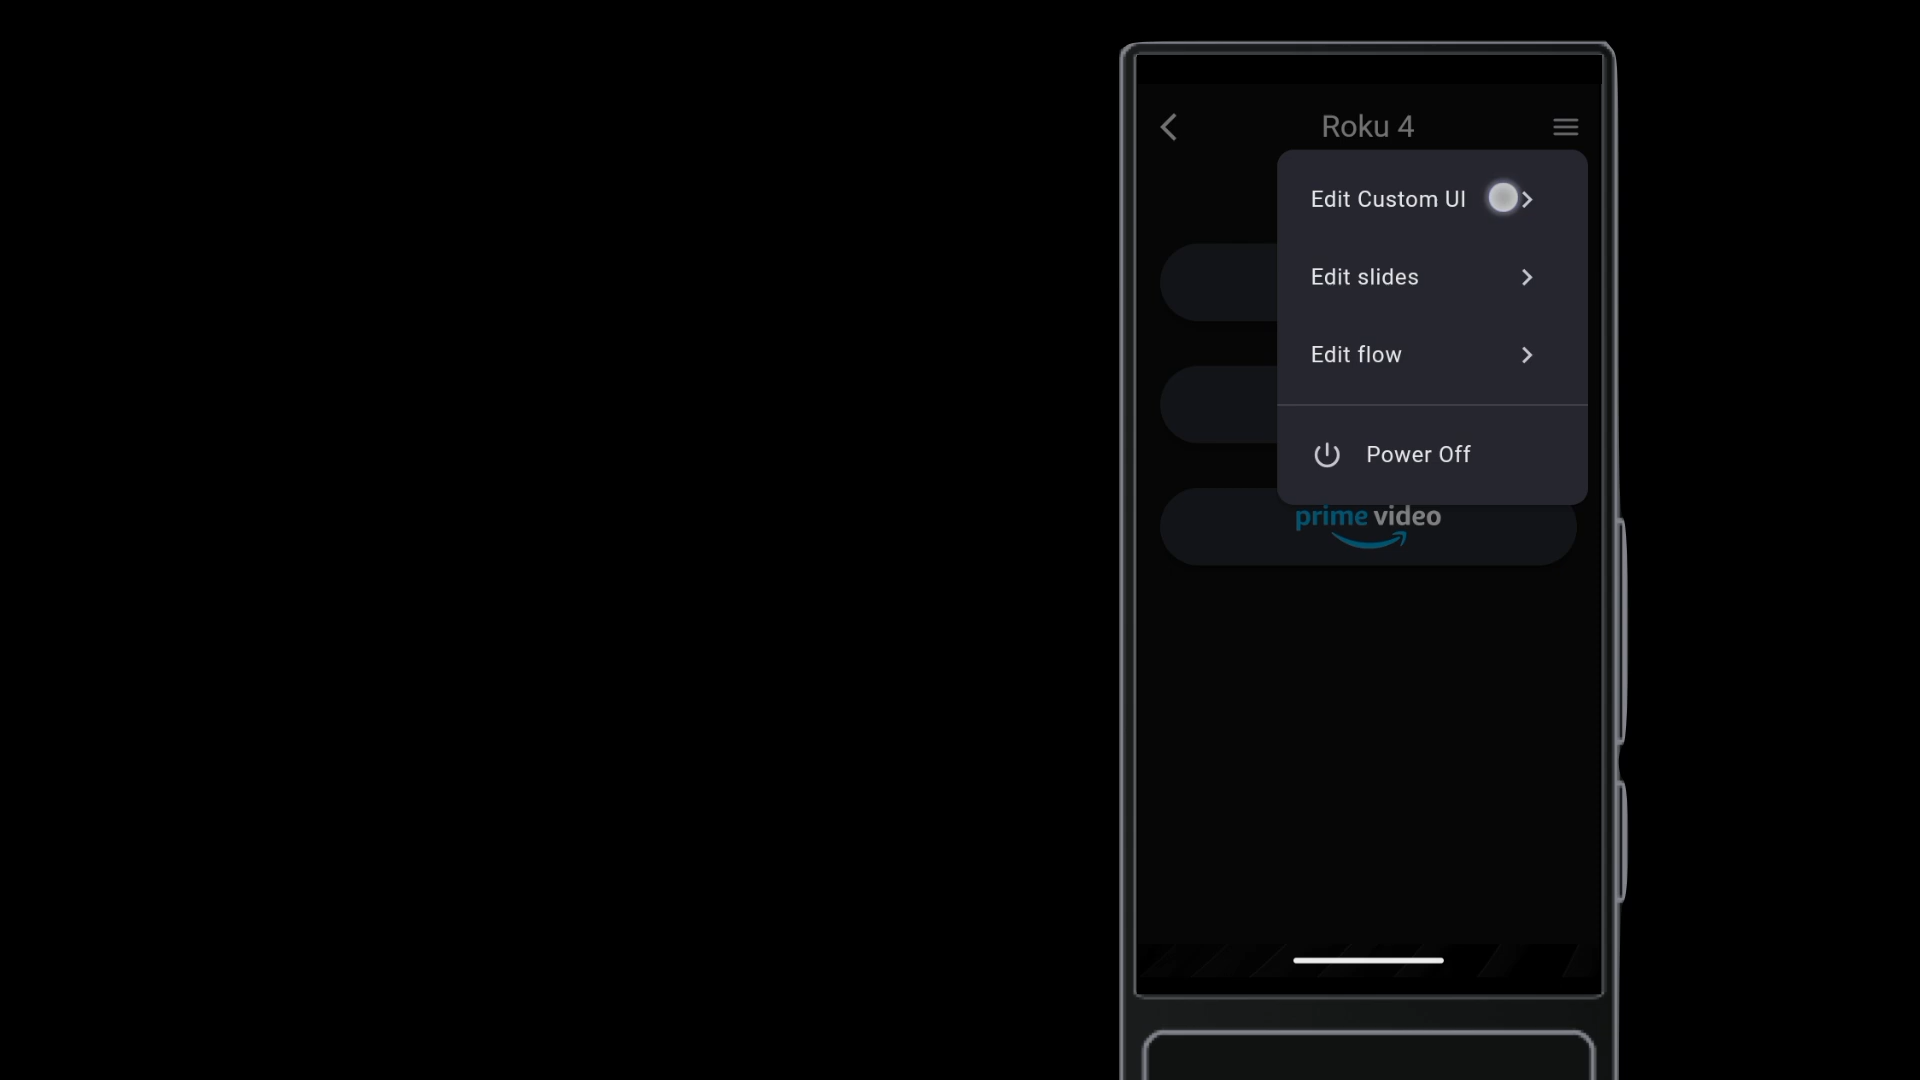 Roku 4
Edit Custom UI
Edit slides
Edit flow
Power Off
prime video